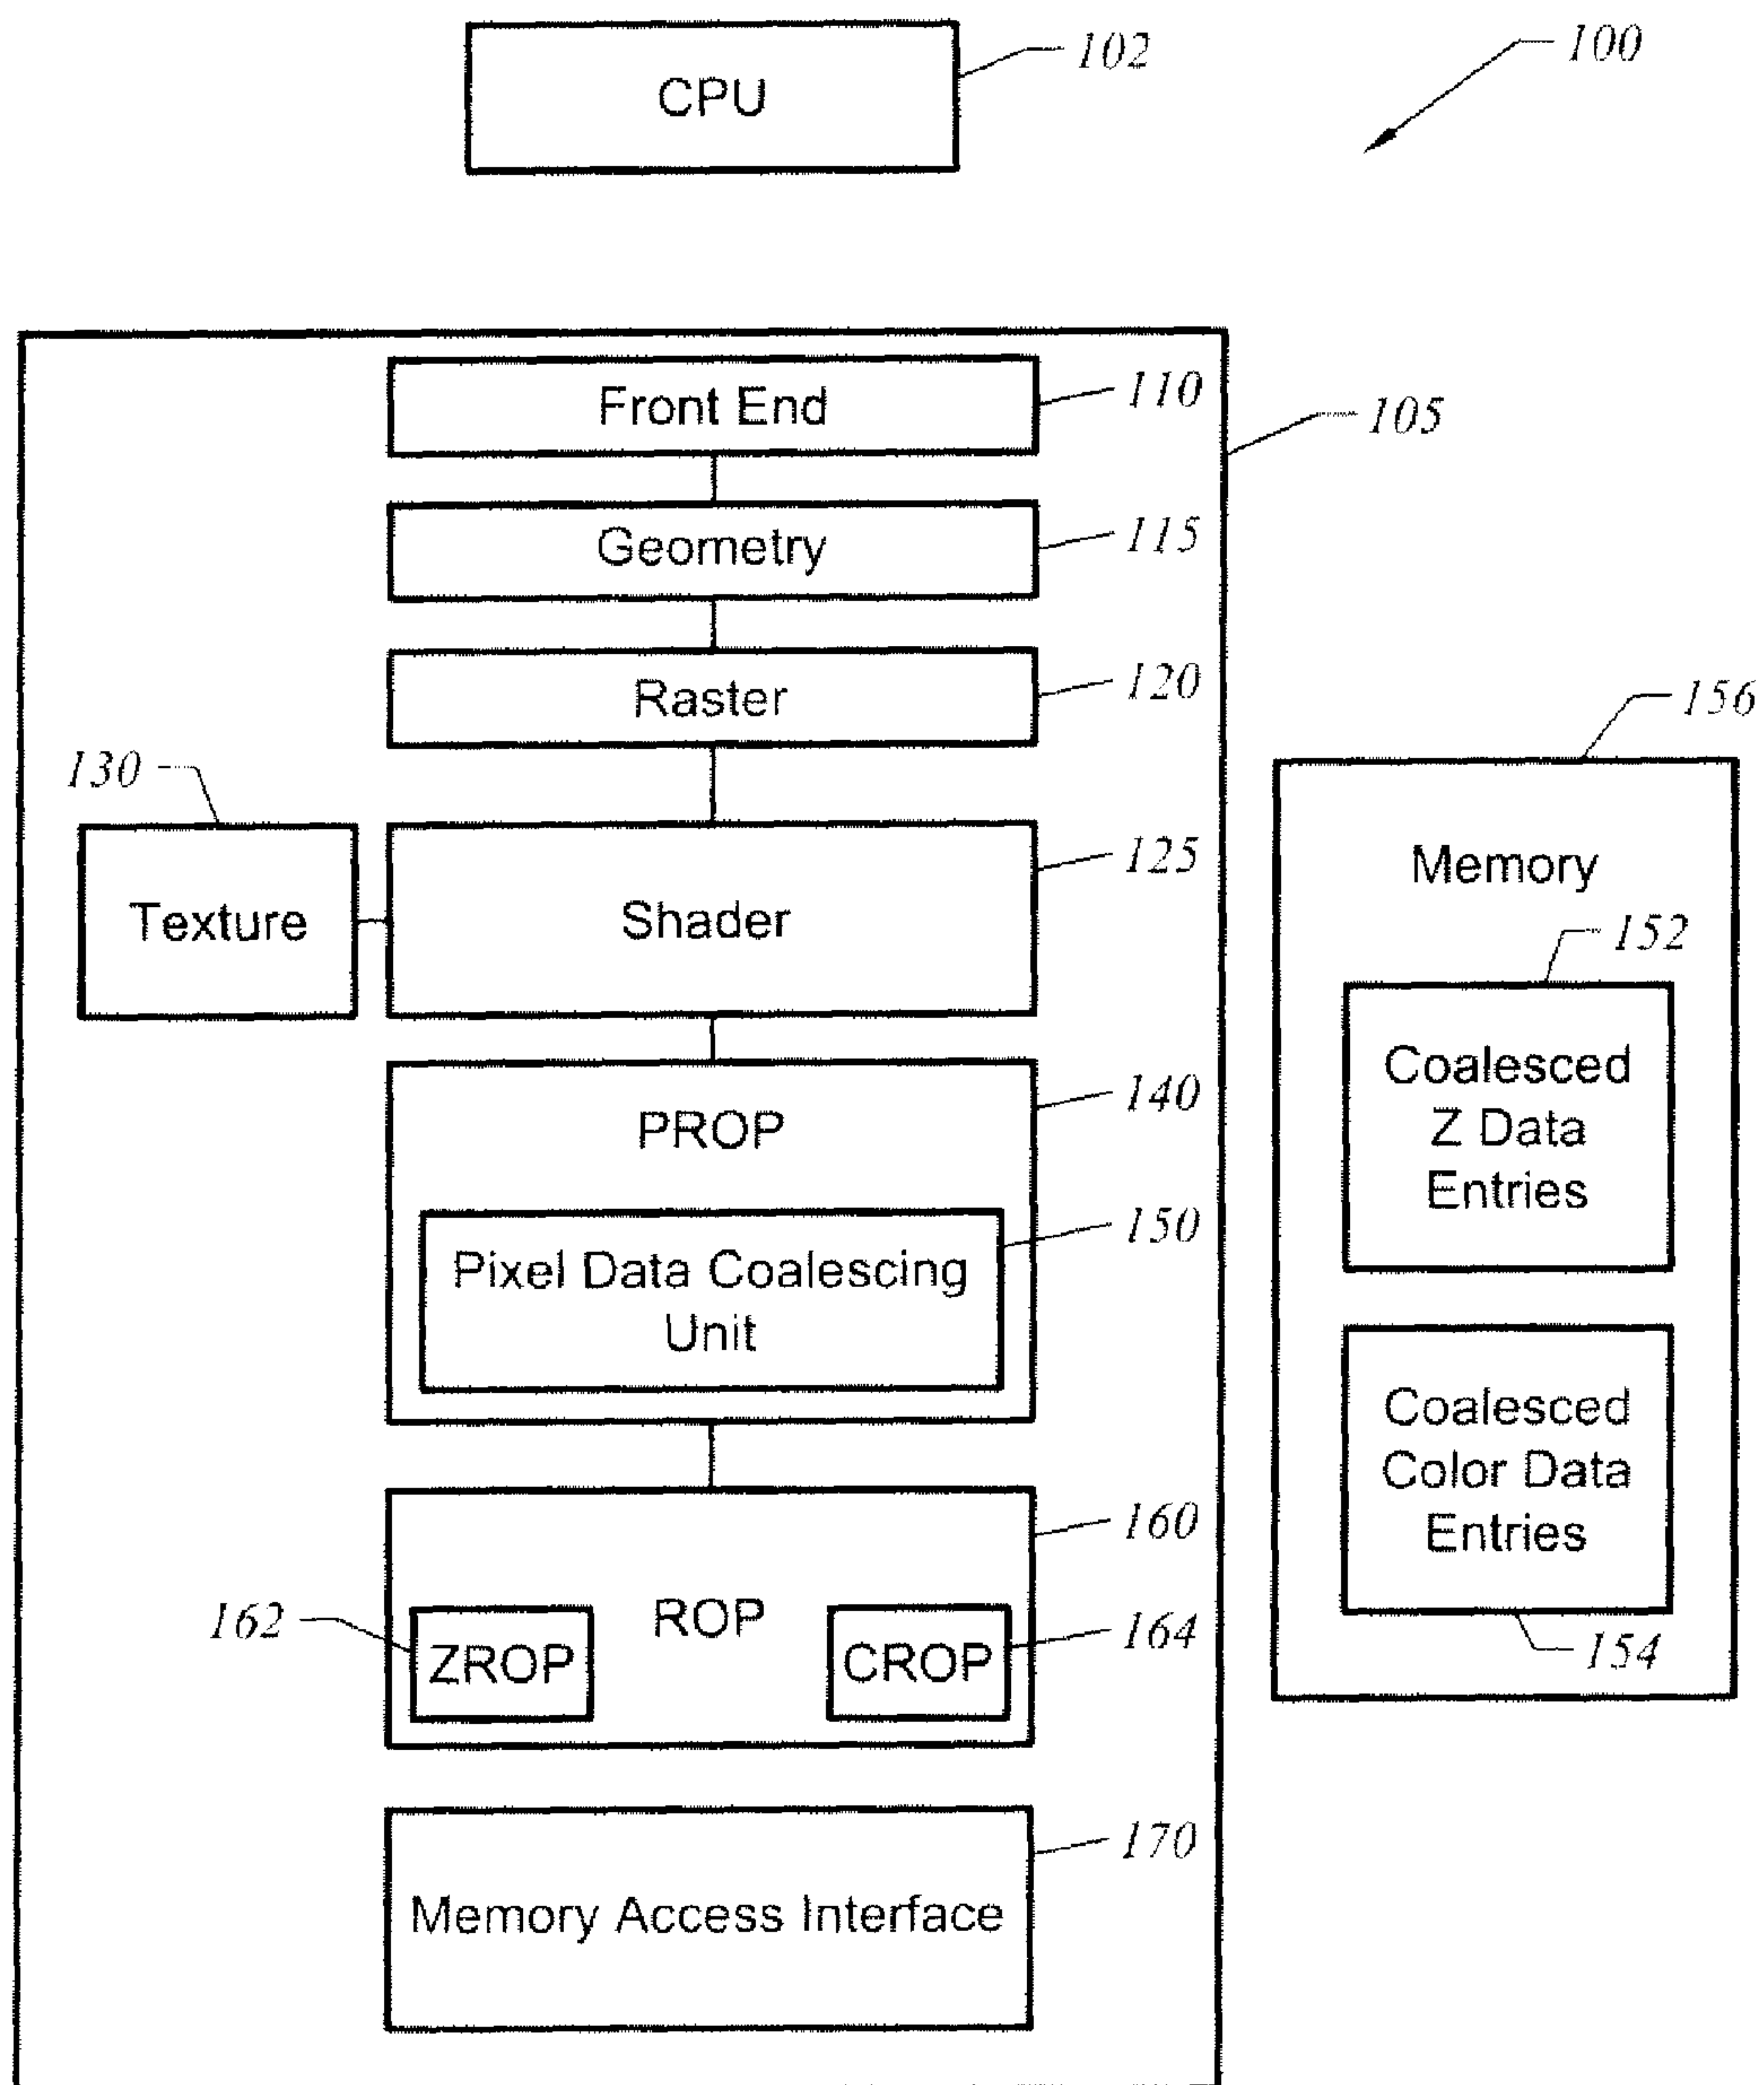 CPU
102
100
Front End
110
105
Geometry
115
Raster
120
156
130
Texture
Shader
125
Memory
152
Coalesced
Z Data
Entries
PROP
140
Pixel Data Coalescing
Unit
150
Coalesced
Color Data
Entries
154
ROP
160
162
ZROP
CROP
164
Memory Access Interface
170